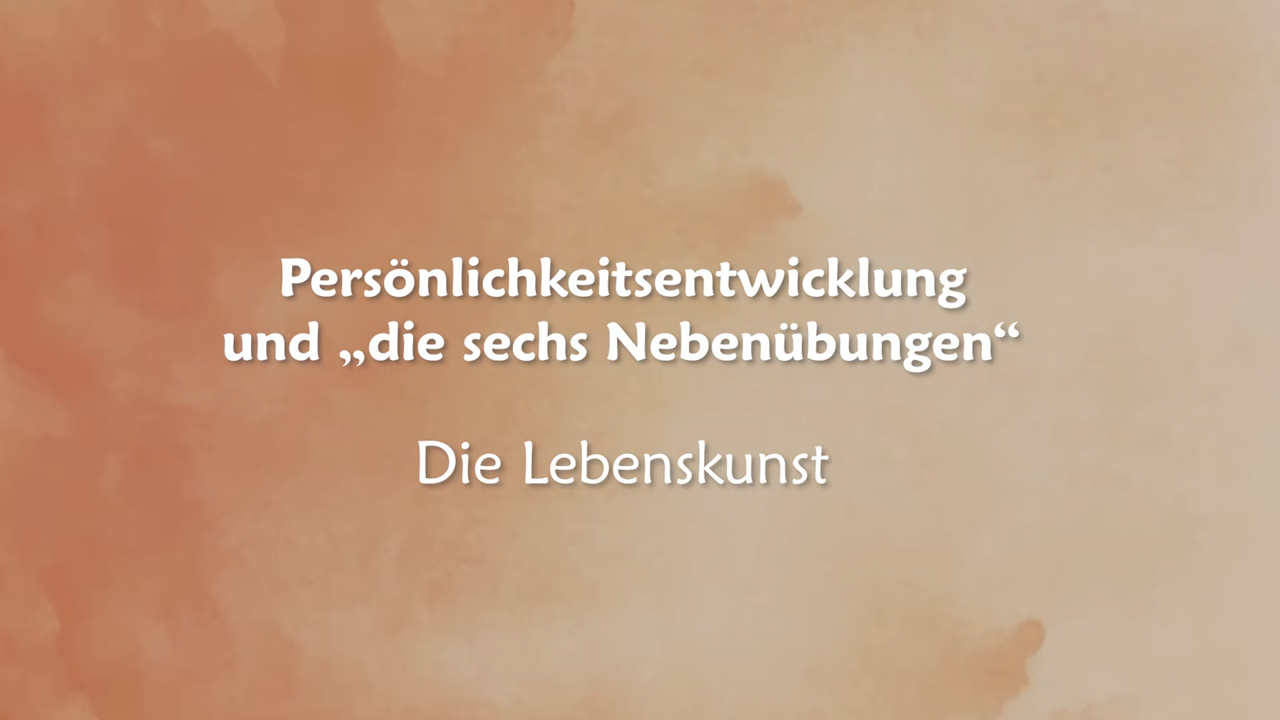 Persönlichkeitsentwicklung
und „die sechs Nebenübungen“
Die Lebenskunst